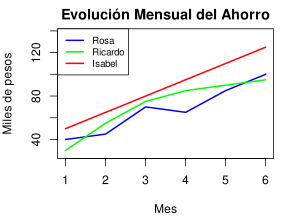 Evolución Mensual del Ahorro
Rosa
Ricardo
Isabel
Miles de pesos
120
80
40
1 2 3 4 5 6
Mes